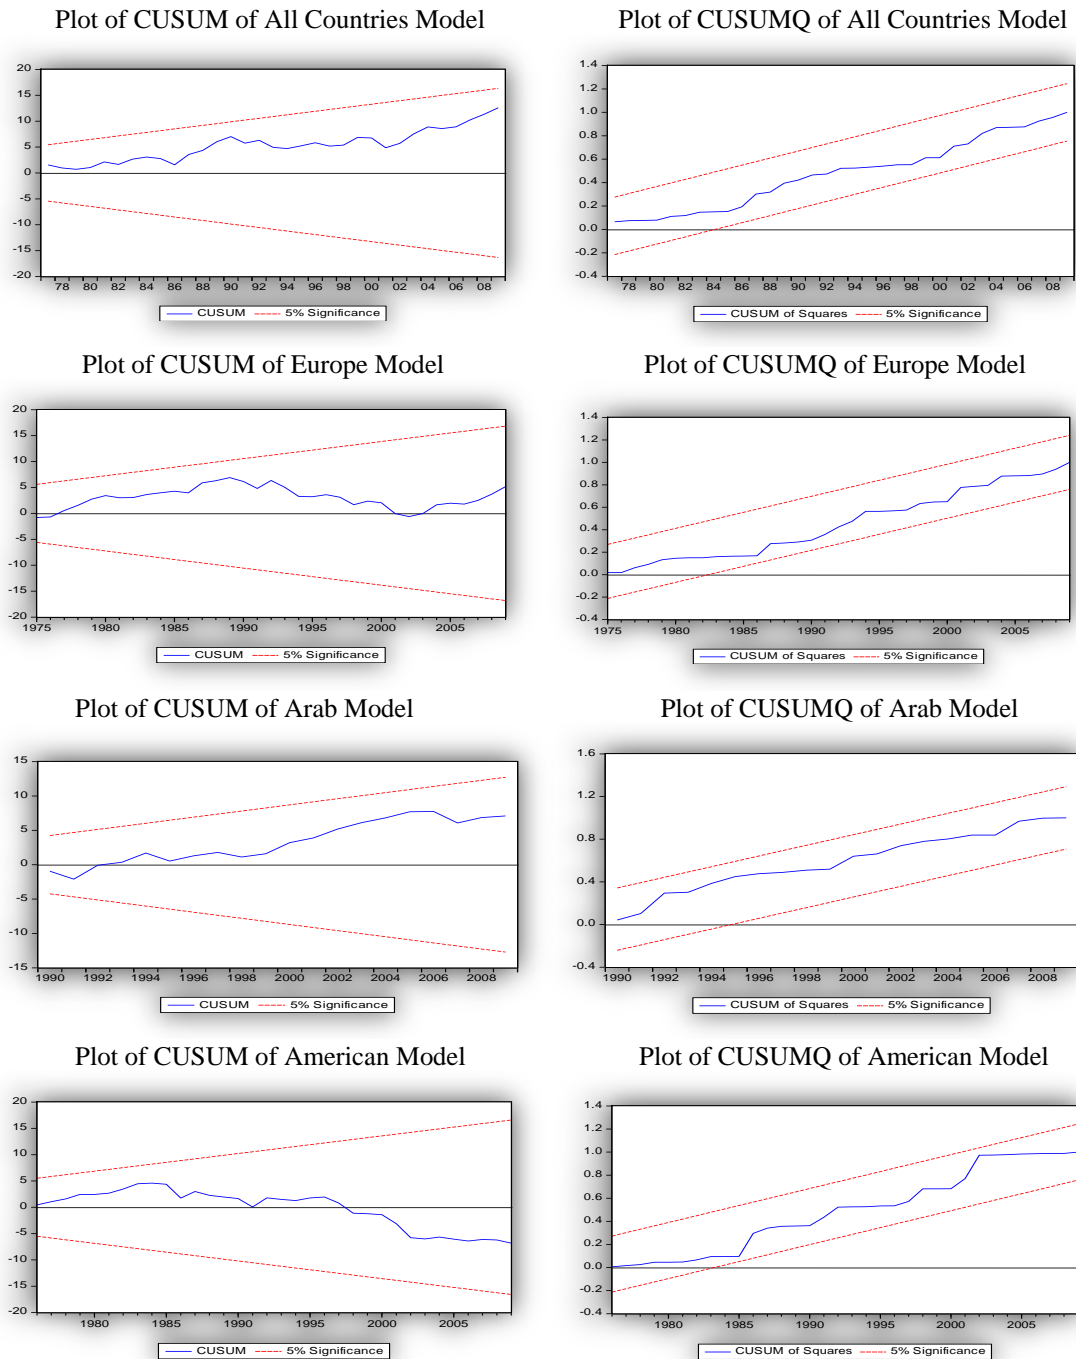 Plot of CUSUM of All Countries Model
20
15
10
5
0
-5
-10
-15
-20
78 80 82 84 86 88 90 92 94 96 98 00 02 04 06 08
CUSUM 5% Significance
Plot of CUSUMQ of All Countries Model
1.4
1.2
1.0
0.8
0.6
0.4
0.2
0.0
-0.2
-0.4
78 80 82 84 86 88 90 92 94 96 98 00 02 04 06 08
CUSUM of Squares 5% Significance
Plot of CUSUM of Europe Model
20
15
10
5
0
-5
-10
-15
-20
1975 1980 1985 1990 1995 2000 2005
CUSUM 5% Significance
Plot of CUSUMQ of Europe Model
1.4
1.2
1.0
0.8
0.6
0.4
0.2
0.0
-0.2
-0.4
1975 1980 1985 1990 1995 2000 2005
CUSUM of Squares 5% Significance
Plot of CUSUM of Arab Model
15
10
5
0
-5
-10
-15
1990 1992 1994 1996 1998 2000 2002 2004 2006 2008
CUSUM 5% Significance
Plot of CUSUMQ of Arab Model
1.6
1.2
0.8
0.4
0.0
-0.4
1990 1992 1994 1996 1998 2000 2002 2004 2006 2008
CUSUM of Squares 5% Significance
Plot of CUSUM of American Model
20
15
10
5
0
-5
-10
-15
-20
1980 1985 1990 1995 2000 2005
CUSUM 5% Significance
Plot of CUSUMQ of American Model
1.4
1.2
1.0
0.8
0.6
0.4
0.2
0.0
-0.2
-0.4
1980 1985 1990 1995 2000 2005
CUSUM of Squares 5% Significance